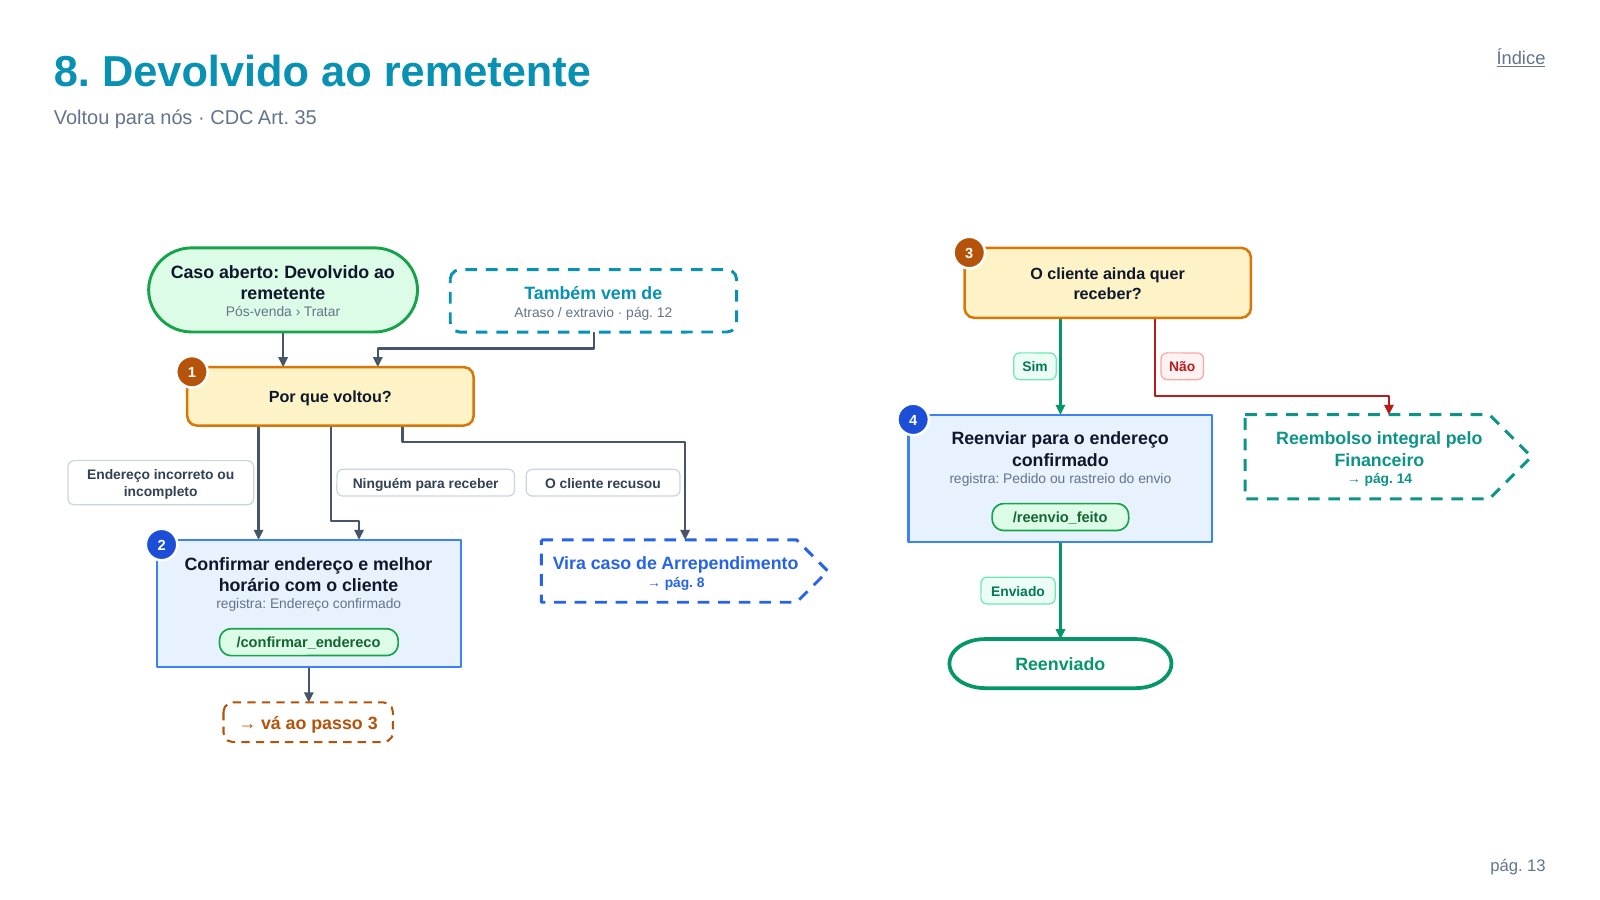 8. Devolvido ao remetente
Índice
Voltou para nós · CDC Art. 35
Caso aberto: Devolvido ao
remetente
Pós-venda › Tratar
Também vem de
Atraso / extravio · pág. 12
1
Por que voltou?
Endereço incorreto ou
incompleto
Ninguém para receber
O cliente recusou
2
Confirmar endereço e melhor
horário com o cliente
registra: Endereço confirmado
/confirmar_endereco
Vira caso de Arrependimento
→ pág. 8
→ vá ao passo 3
3
O cliente ainda quer
receber?
Sim
Não
4
Reenviar para o endereço
confirmado
registra: Pedido ou rastreio do envio
/reenvio_feito
Reembolso integral pelo
Financeiro
→ pág. 14
Enviado
Reenviado
pág. 13